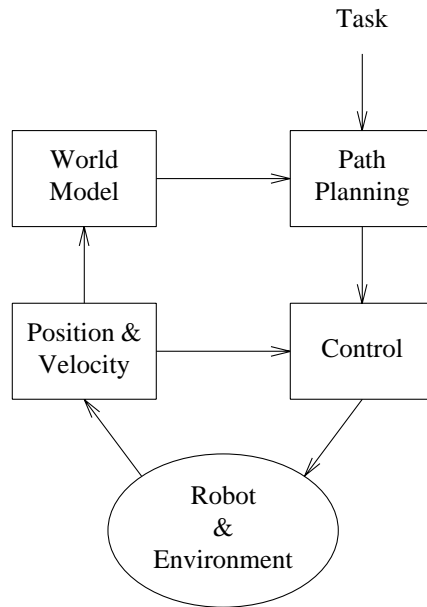 Task
World
Model
Path
Planning
Position &
Velocity
Control
Robot
&
Environment